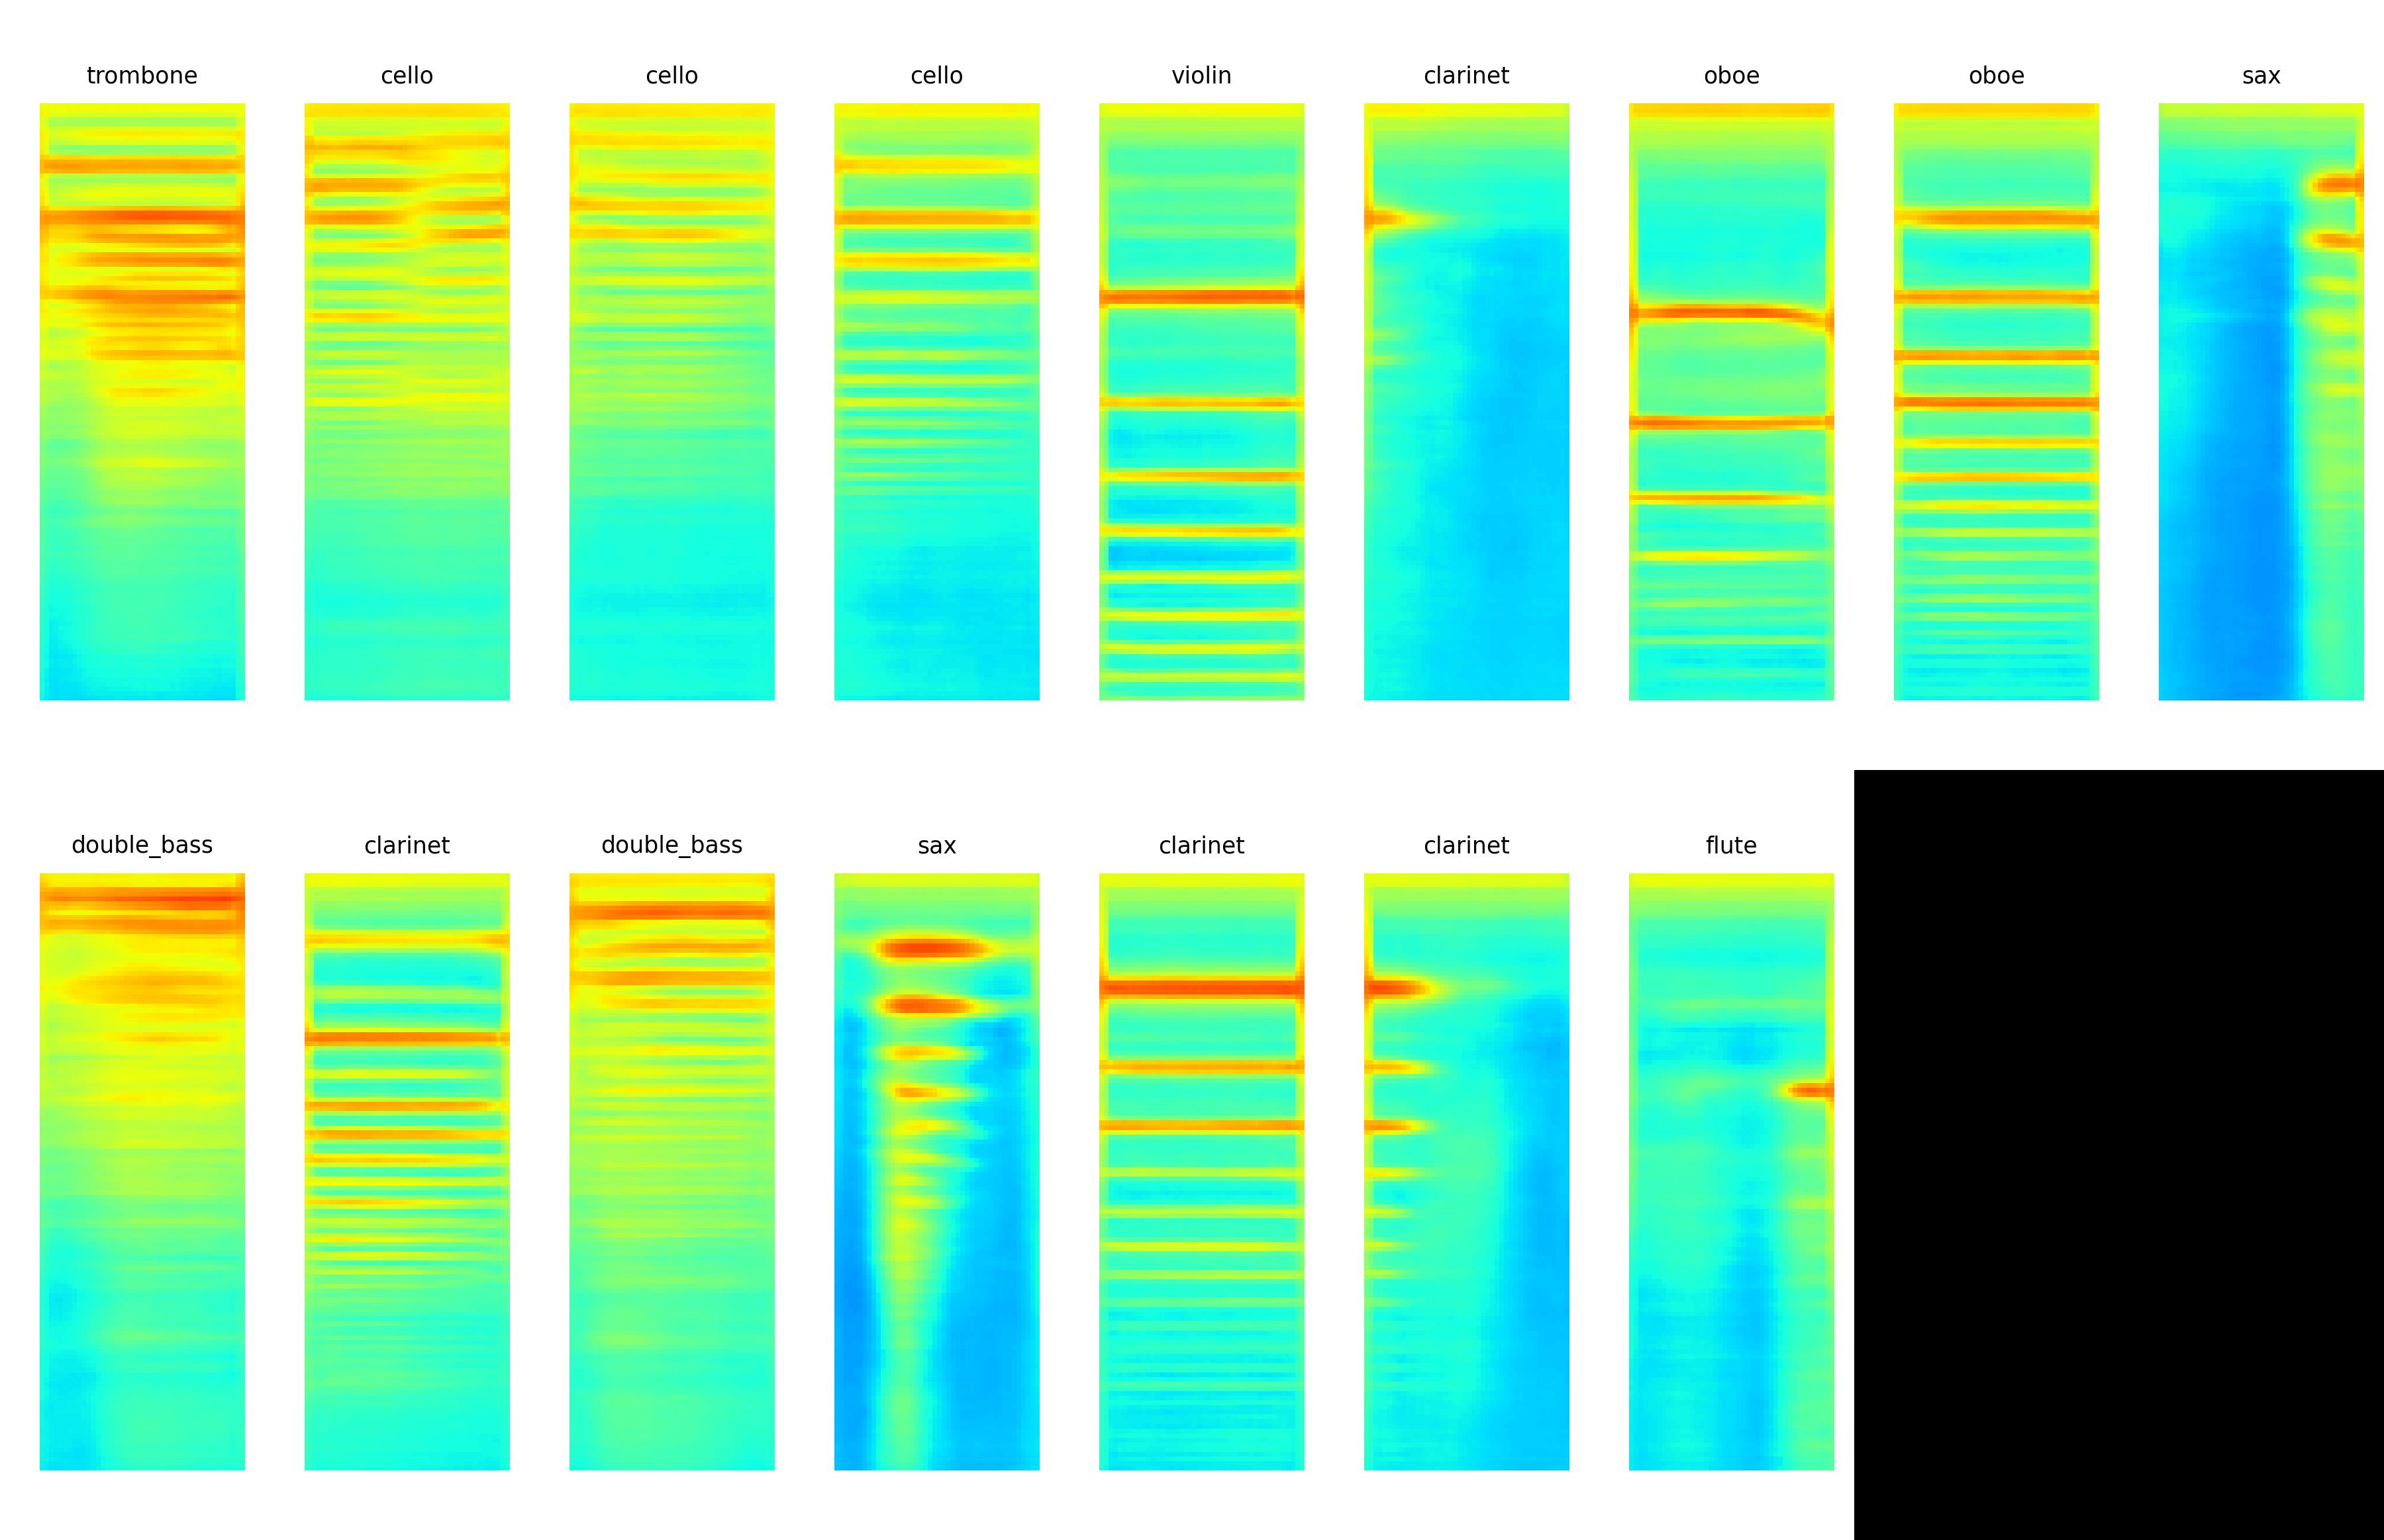 trombone cello cello cello violin clarinet oboe oboe sax
double_bass clarinet double_bass sax clarinet clarinet flute